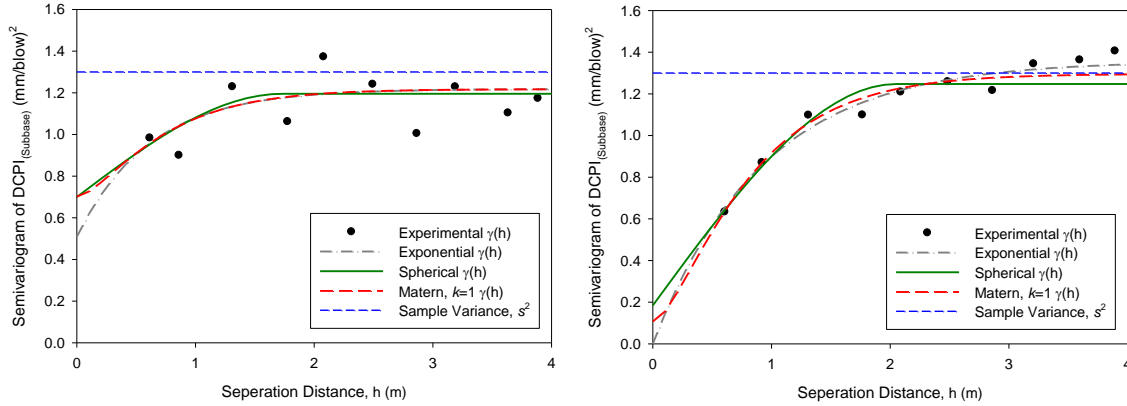 Semivariogram of DCPI(Subbase) (mm/blow)²
1.6
1.4
1.2
1.0
0.8
0.6
0.4
0.2
0.0
0 1 2 3 4
Seperation Distance, h (m)
Experimental γ(h)
Exponential γ(h)
Spherical γ(h)
Matern, k=1 γ(h)
Sample Variance, s²
Semivariogram of DCPI(Subbase) (mm/blow)²
1.6
1.4
1.2
1.0
0.8
0.6
0.4
0.2
0.0
0 1 2 3 4
Seperation Distance, h (m)
Experimental γ(h)
Exponential γ(h)
Spherical γ(h)
Matern, k=1 γ(h)
Sample Variance, s²